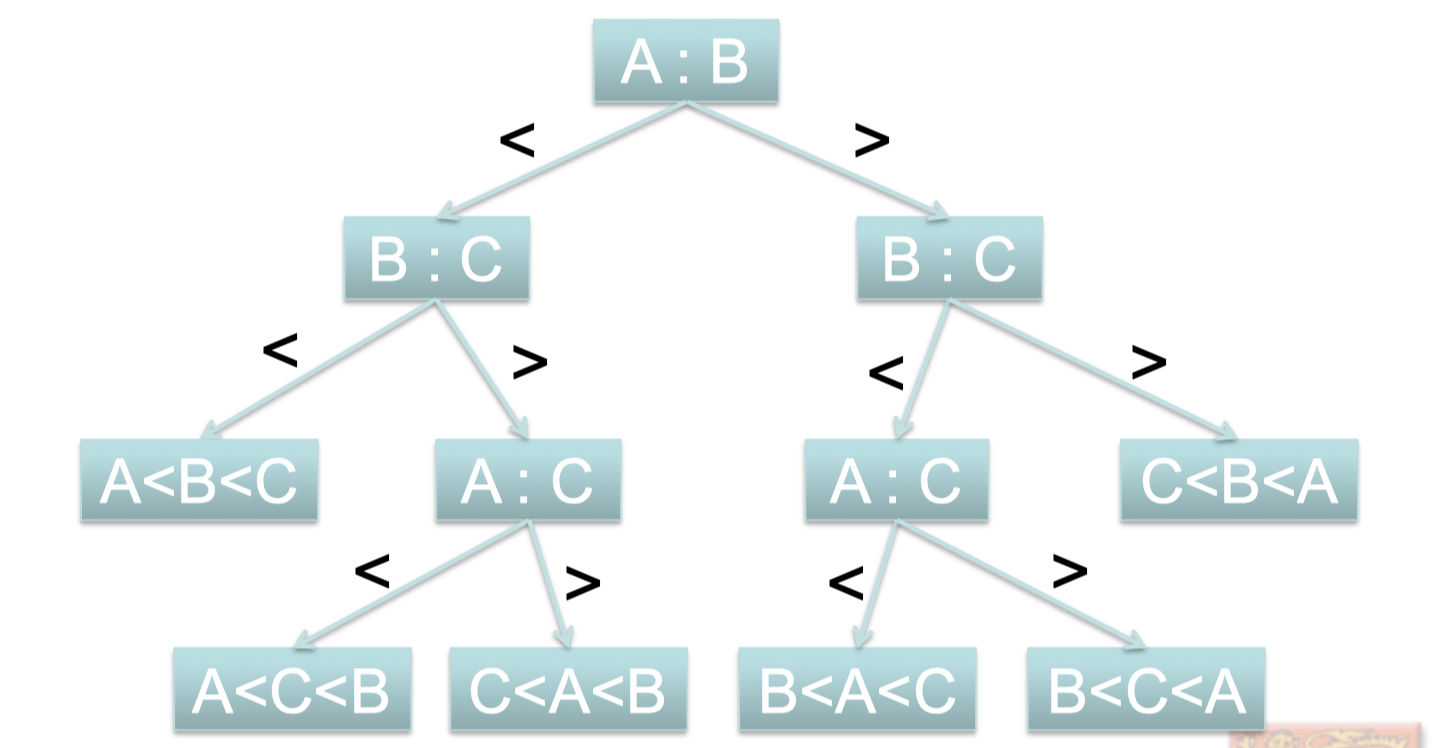 A : B
<
>
B : C
B : C
<
>
<
>
A<B<C
A : C
A : C
C<B<A
<
>
<
>
A<C<B
C<A<B
B<A<C
B<C<A